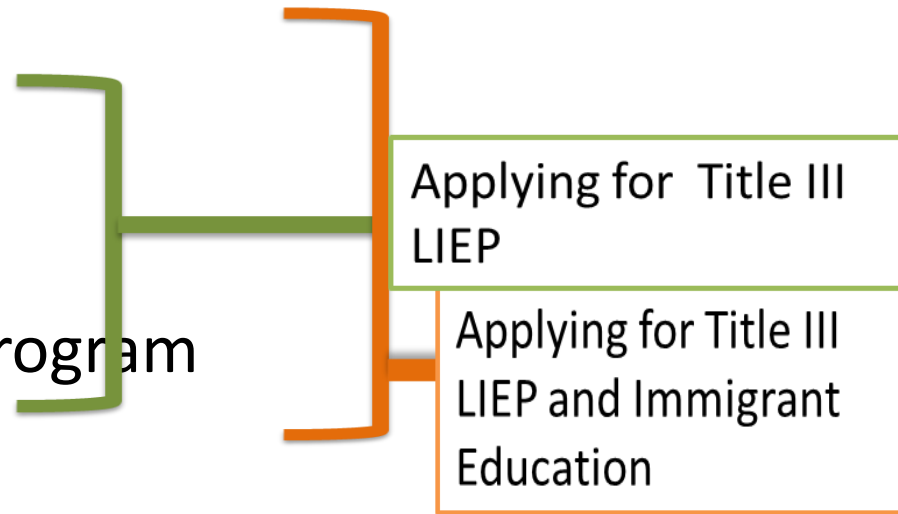 Applying for Title III
LIEP
rogram
Applying for Title III
LIEP and Immigrant
Education